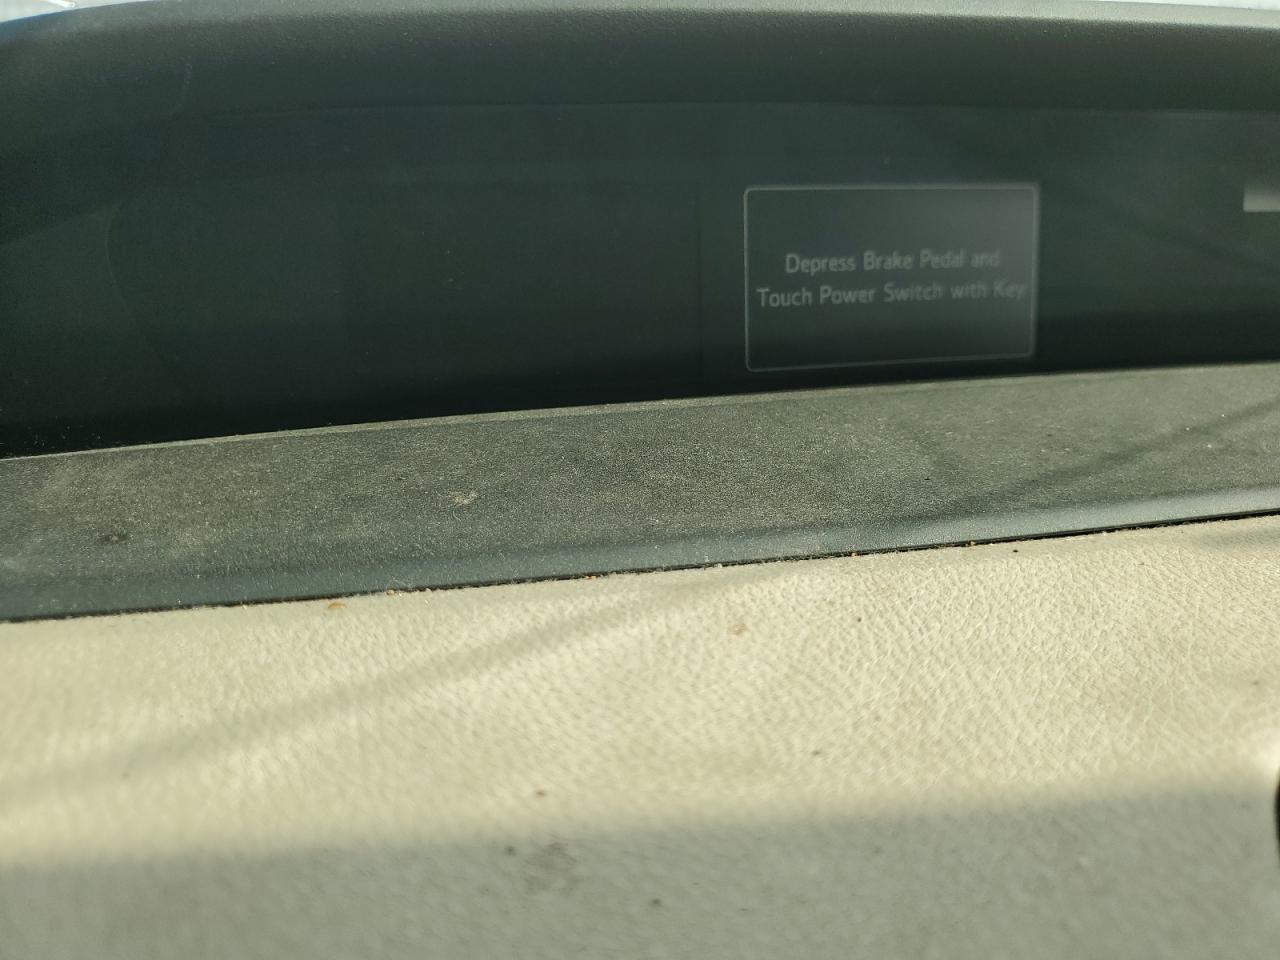 Depress Brake Pedal and
Touch Power Switch with Key